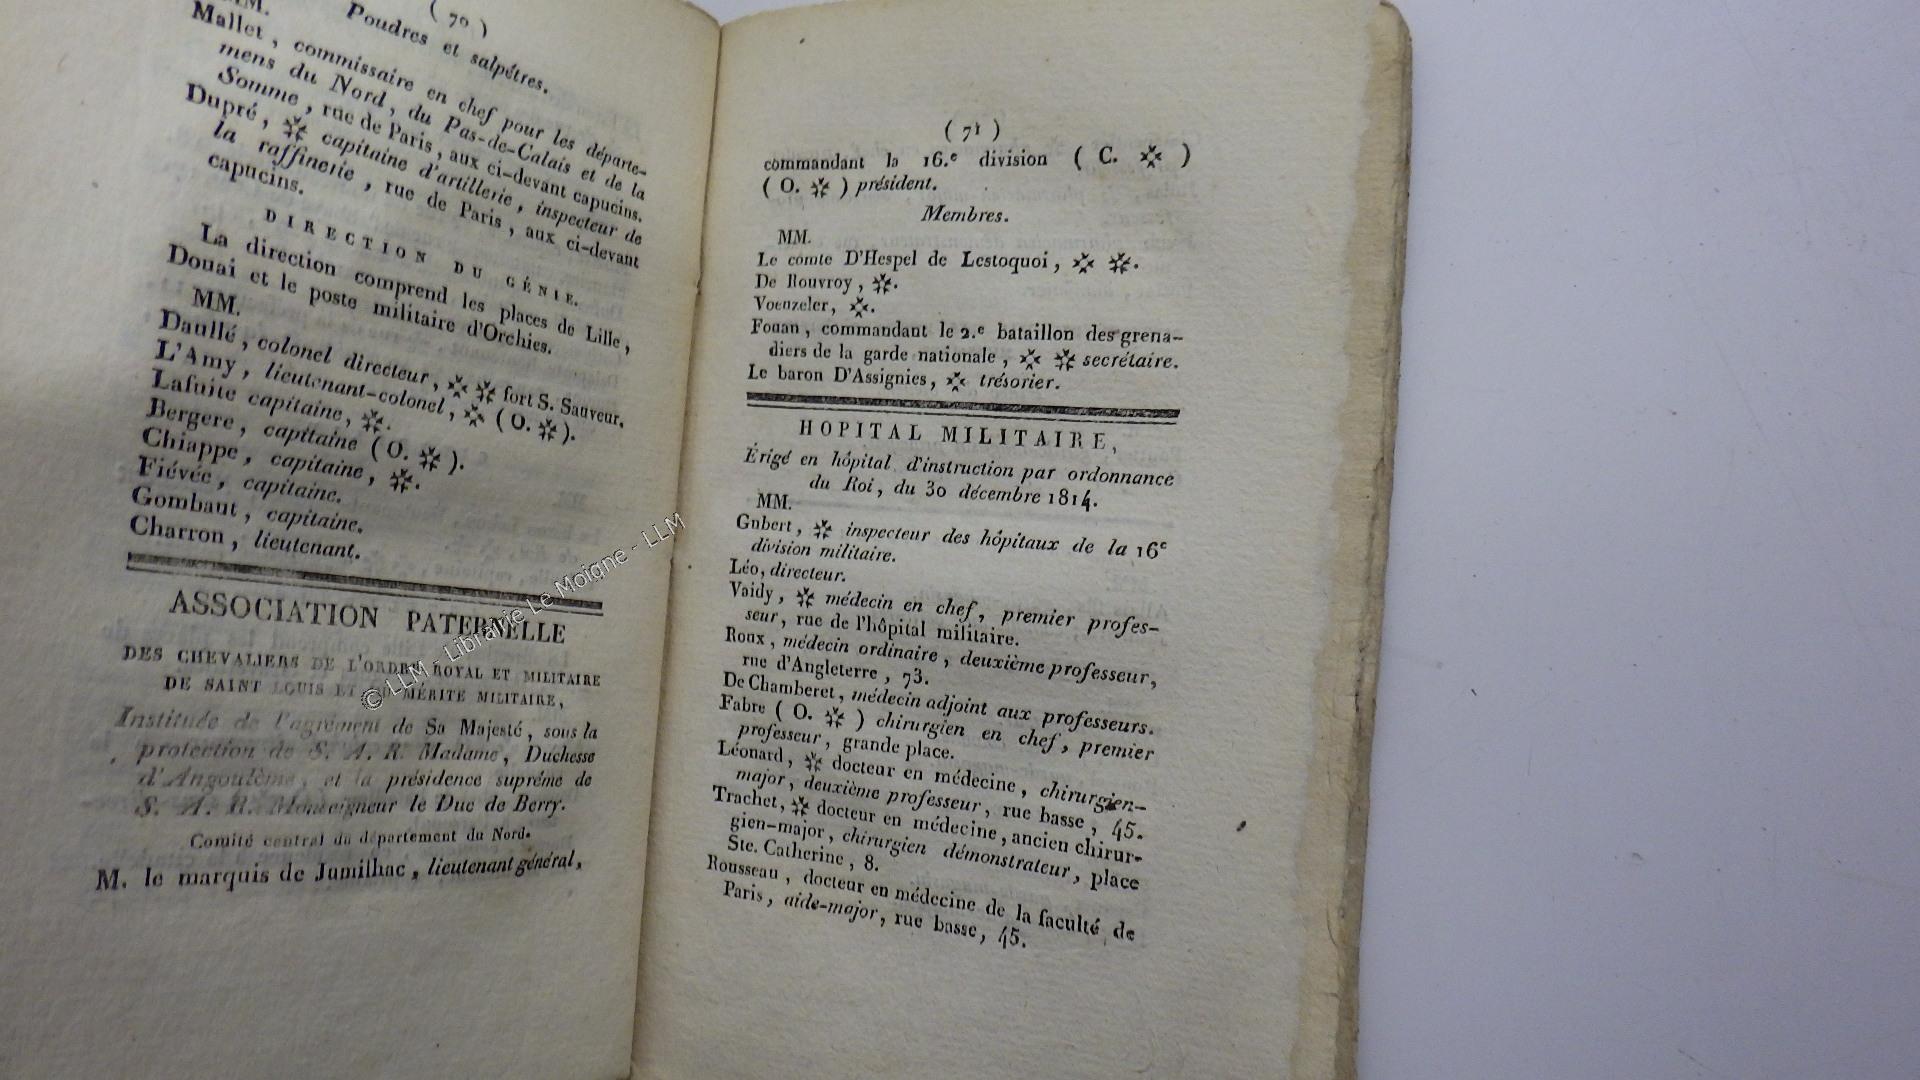 ( 70 )
MM. Poudres et salpêtres.
Mallet, commissaire en chef pour les départe-
mens du Nord, du Pas-de-Calais et de la
Somme, rue de Paris, aux ci-devant capucins.
Dupré, capitaine d'artillerie, inspecteur de
la raffinerie, rue de Paris, aux ci-devant
capucins.
DIRECTION DU GÉNIE.
La direction comprend les places de Lille,
Douai et le poste militaire d'Orchies.
MM.
Daullé, colonel directeur, fort S. Sauveur.
L'Amy, lieutenant-colonel, (O. ).
Lafuite capitaine, .
Bergere, capitaine (O. ).
Chiappe, capitaine, .
Fiévée, capitaine.
Gombaut, capitaine.
Charron, lieutenant.
ASSOCIATION PATERNELLE
DES CHEVALIERS DE L'ORDRE ROYAL ET MILITAIRE
DE SAINT LOUIS ET DU MÉRITE MILITAIRE,
Instituée de l'agrément de Sa Majesté, sous la
protection de S. A. R. Madame, Duchesse
d'Angoulême, et la présidence suprême de
S. A. R. Monseigneur le Duc de Berry.
Comité central du département du Nord.
M. le marquis de Jumilhac, lieutenant général,
( 71 )
commandant la 16.e division ( C. )
( O. ) président.
Membres.
MM.
Le comte D'Hespel de Lestoquoi, .
De Rouvroy, .
Voenzeler, .
Fouan, commandant le 2.e bataillon des grena-
diers de la garde nationale, secrétaire.
Le baron D'Assignies, trésorier.
HOPITAL MILITAIRE,
Érigé en hôpital d'instruction par ordonnance
du Roi, du 30 décembre 1814.
MM.
Gubert, inspecteur des hôpitaux de la 16e
division militaire.
Léo, directeur.
Vaidy, médecin en chef, premier profes-
seur, rue de l'hôpital militaire.
Roux, médecin ordinaire, deuxième professeur,
rue d'Angleterre, 73.
De Chamberet, médecin adjoint aux professeurs.
Fabre ( O. ) chirurgien en chef, premier
professeur, grande place.
Léonard, docteur en médecine, chirurgien-
major, deuxième professeur, rue basse, 45.
Trachet, docteur en médecine, ancien chirur-
gien-major, chirurgien démonstrateur, place
Ste. Catherine, 8.
Rousseau, docteur en médecine de la faculté de
Paris, aide-major, rue basse, 45.
© LLM - Librairie Le Moigne - LLM